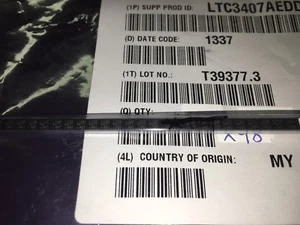 (1P) SUPP PROD ID: LTC3407AEDD
(D) DATE CODE: 1337
(1T) LOT NO.: T39377.3
(Q) QTY:
x 98
(4L) COUNTRY OF ORIGIN: MY